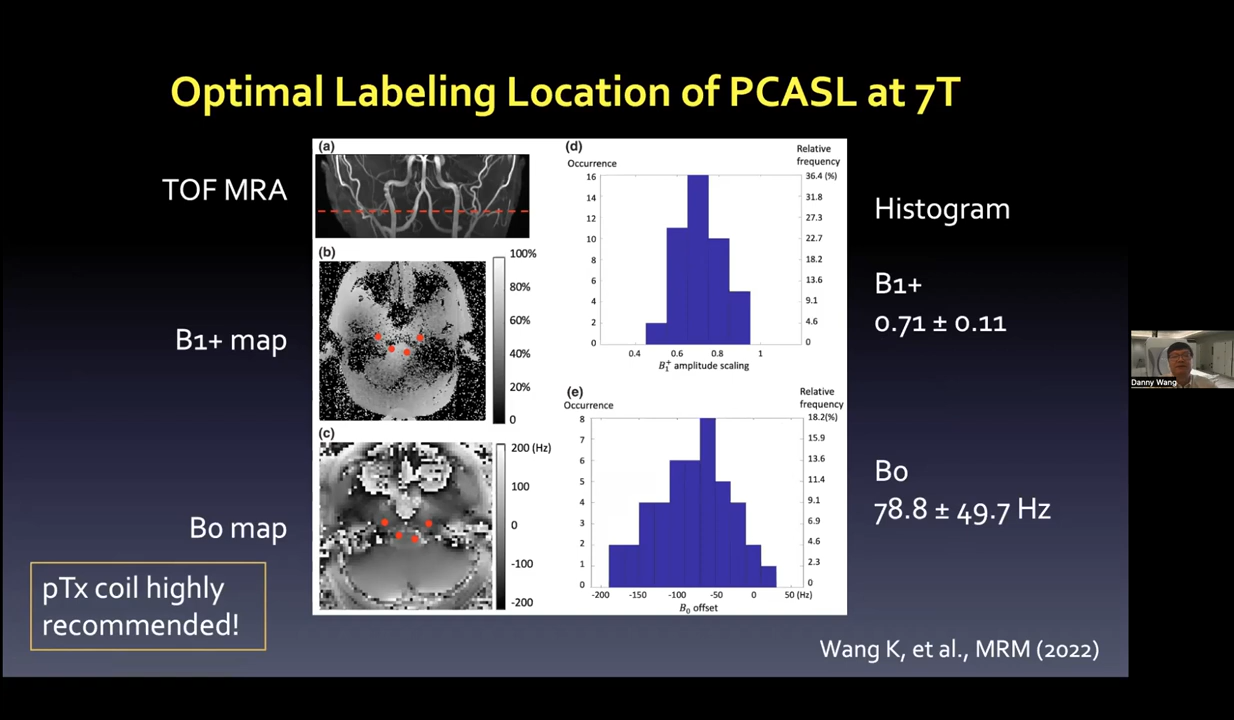 Optimal Labeling Location of PCASL at 7T
TOF MRA
B1+ map
B0 map
pTx coil highly
recommended!
(a)
(b)
100%
80%
60%
40%
20%
0
(c)
200 (Hz)
100
0
-100
-200
(d)
Occurrence
Relative
frequency
16
14
12
10
8
6
4
2
0
36.4 (%)
31.8
27.3
22.7
18.2
13.6
9.1
4.6
0
0.4 0.6 0.8 1
B₁⁺ amplitude scaling
(e)
Occurrence
Relative
frequency
8
7
6
5
4
3
2
1
0
18.2(%)
15.9
13.6
11.4
9.1
6.9
4.6
2.3
0
-200 -150 -100 -50 0 50 (Hz)
B₀ offset
Histogram
B1+
0.71 ± 0.11
B0
78.8 ± 49.7 Hz
Wang K, et al., MRM (2022)
Danny Wang